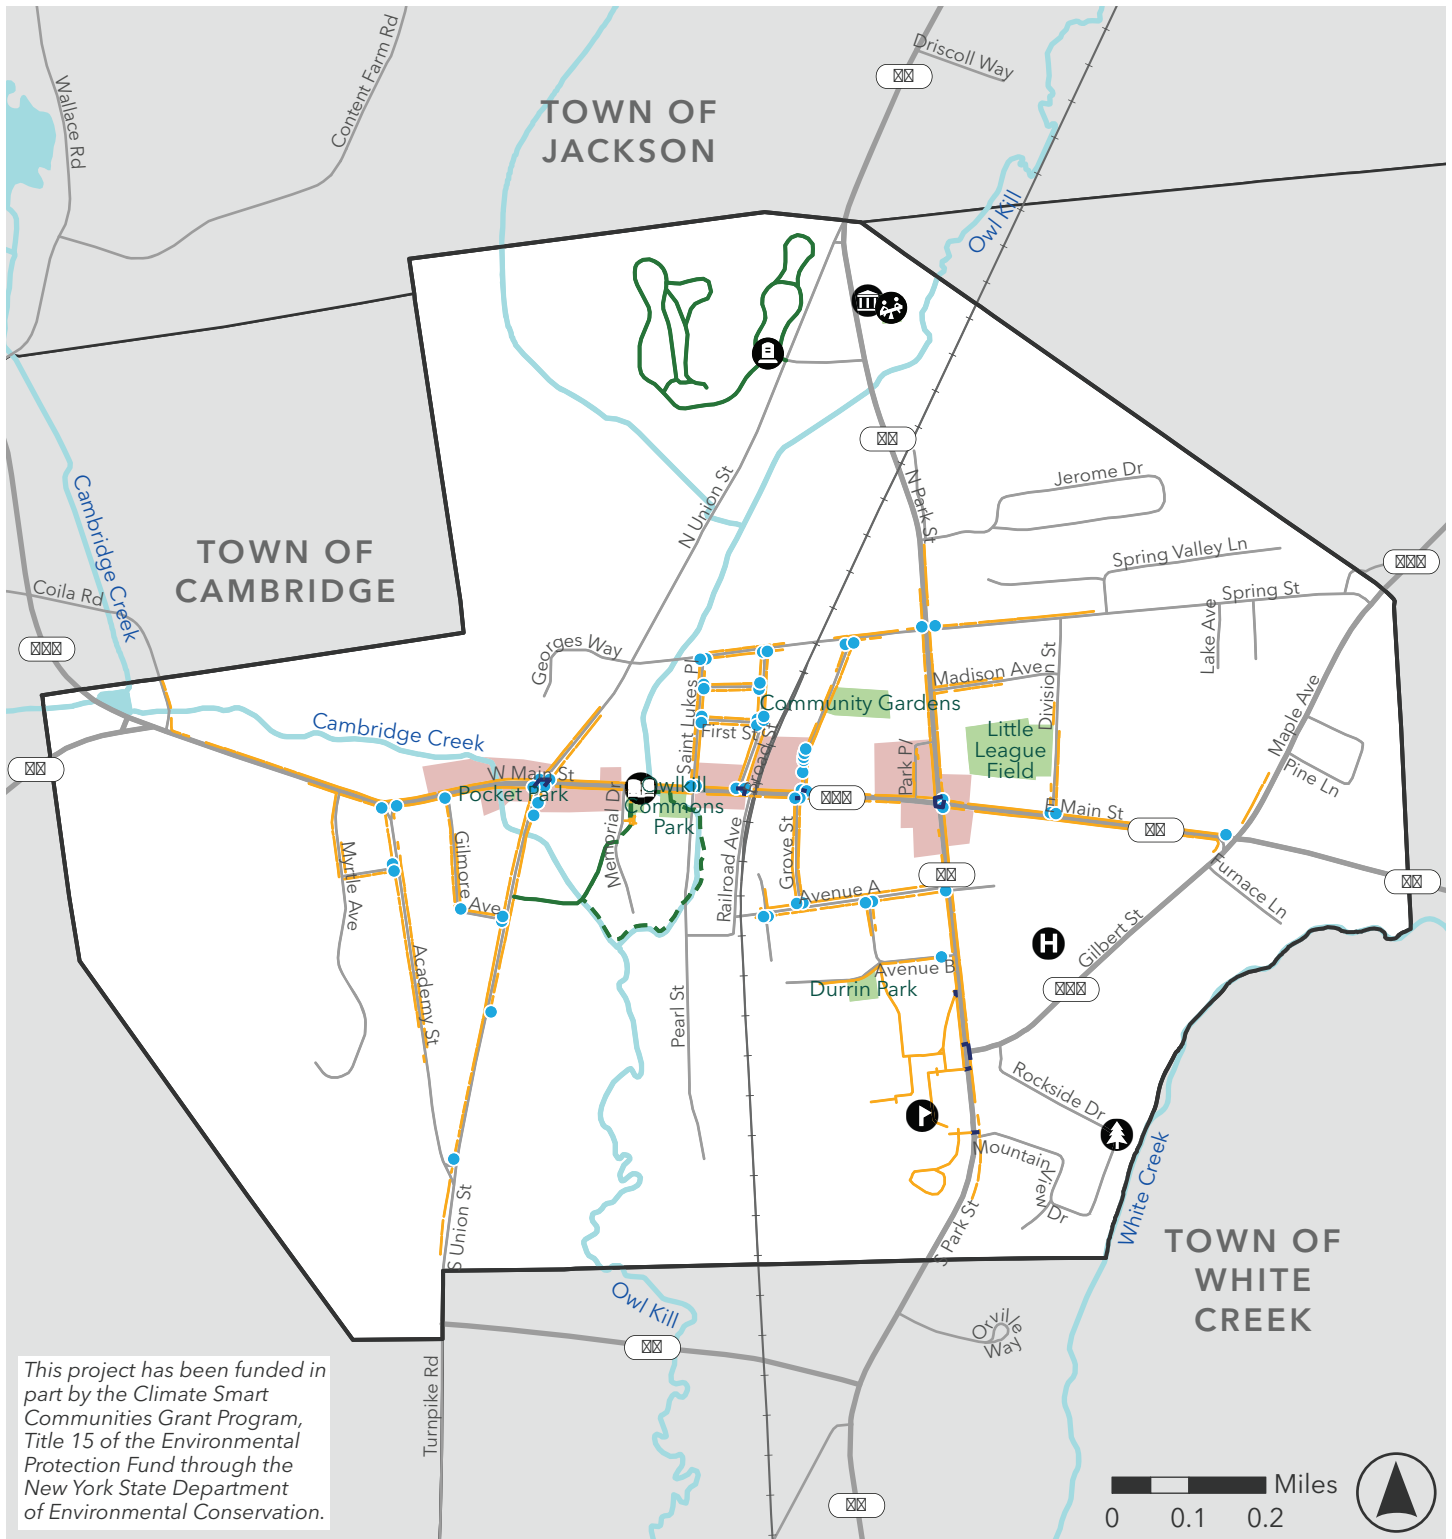 Driscoll Way
Wallace Rd
Content Farm Rd
TOWN OF
JACKSON
Owl Kill
Cambridge Creek
N Union St
N Park St
Jerome Dr
TOWN OF
CAMBRIDGE
Spring Valley Ln
Coila Rd
Spring St
Lake Ave
Georges Way
Saint Lukes Pl
Madison Ave
Division St
Community Gardens
Maple Ave
Cambridge Creek
First St
Broad St
Little
League
Field
Park Pl
Pine Ln
W Main St
Pocket Park
Memorial Dr
Owlkill
Commons
Park
E Main St
Myrtle Ave
Gilmore Ave
Railroad Ave
Grove St
Avenue A
Furnace Ln
Academy St
Gilbert St
Avenue B
Durrin Park
Pearl St
Rockside Dr
Mountain View Dr
White Creek
S Union St
S Park St
TOWN OF
WHITE
CREEK
Owl Kill
Orville
Way
Turnpike Rd
This project has been funded in
part by the Climate Smart
Communities Grant Program,
Title 15 of the Environmental
Protection Fund through the
New York State Department
of Environmental Conservation.
H
Miles
0 0.1 0.2